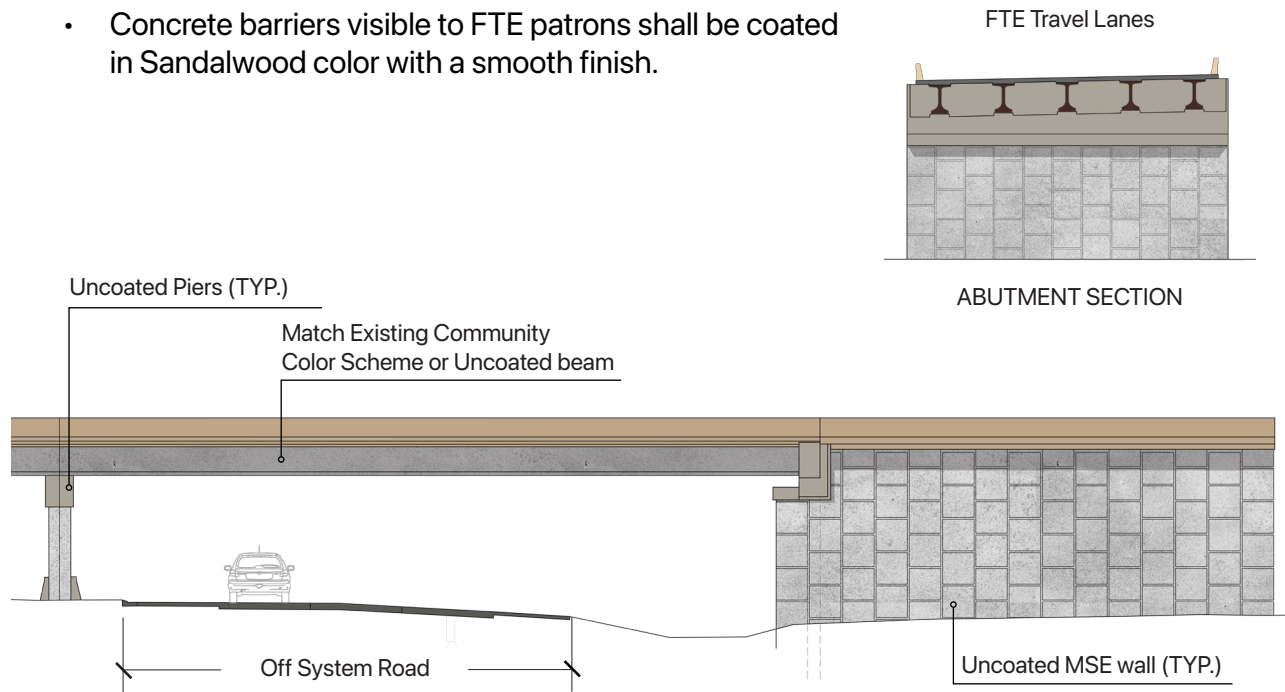 • Concrete barriers visible to FTE patrons shall be coated
in Sandalwood color with a smooth finish.
FTE Travel Lanes
ABUTMENT SECTION
Uncoated Piers (TYP.)
Match Existing Community
Color Scheme or Uncoated beam
Off System Road
Uncoated MSE wall (TYP.)